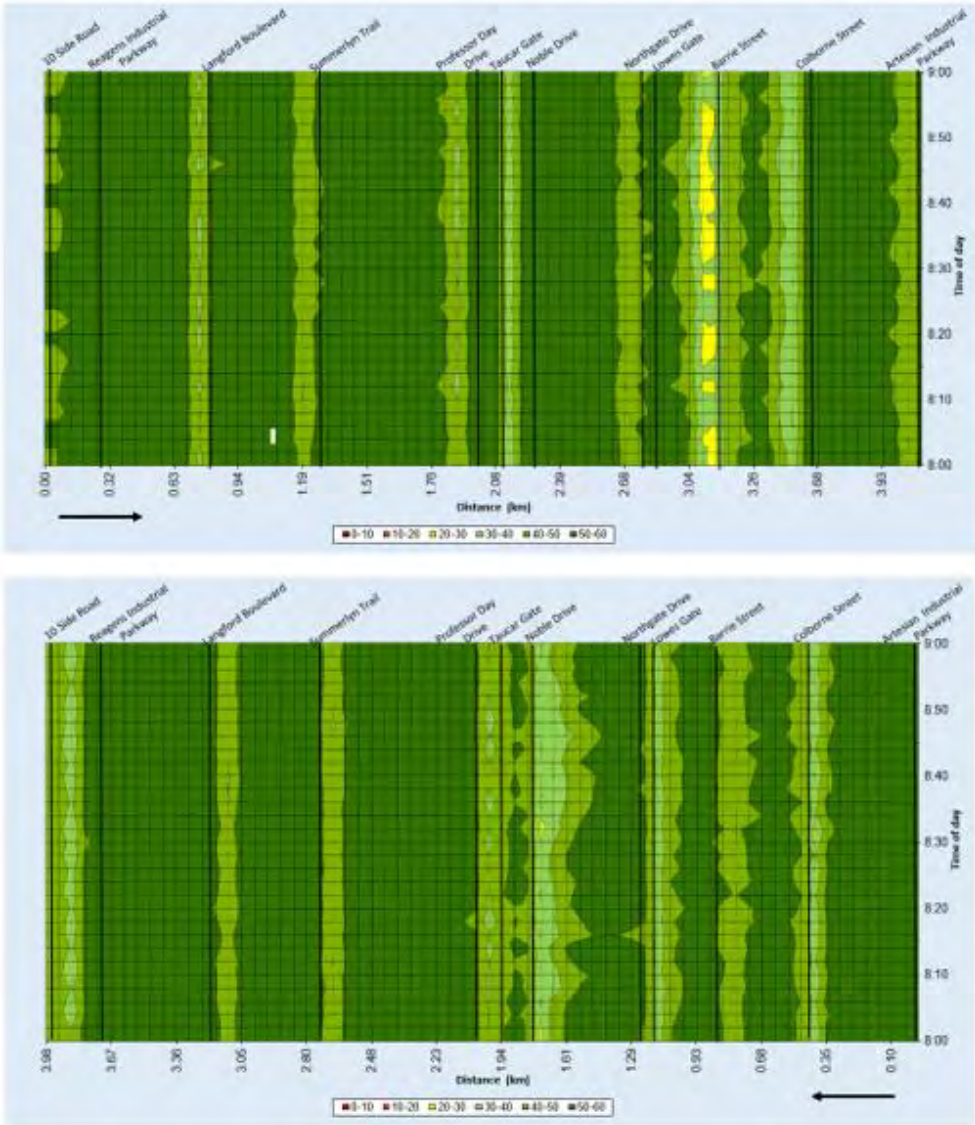 10 Side Road
Reagens Industrial
Parkway
Langford Boulevard
Summerlyn Trail
Professor Day
Drive
Taucar Gate
Noble Drive
Northgate Drive
Lowns Gate
Barrie Street
Colborne Street
Artesian Industrial
Parkway
9:00
8:50
8:40
8:30
8:20
8:10
8:00
Time of day
0.00 0.32 0.63 0.94 1.19 1.51 1.76 2.08 2.39 2.68 3.04 3.26 3.68 3.93
Distance (km)
0-10 10-20 20-30 30-40 40-50 50-60
10 Side Road
Reagens Industrial
Parkway
Langford Boulevard
Summerlyn Trail
Professor Day
Drive
Taucar Gate
Noble Drive
Northgate Drive
Lowns Gate
Barrie Street
Colborne Street
Artesian Industrial
Parkway
9:00
8:50
8:40
8:30
8:20
8:10
8:00
Time of day
3.98 3.67 3.36 3.05 2.80 2.48 2.23 1.94 1.61 1.29 0.93 0.68 0.35 0.10
Distance (km)
0-10 10-20 20-30 30-40 40-50 50-60